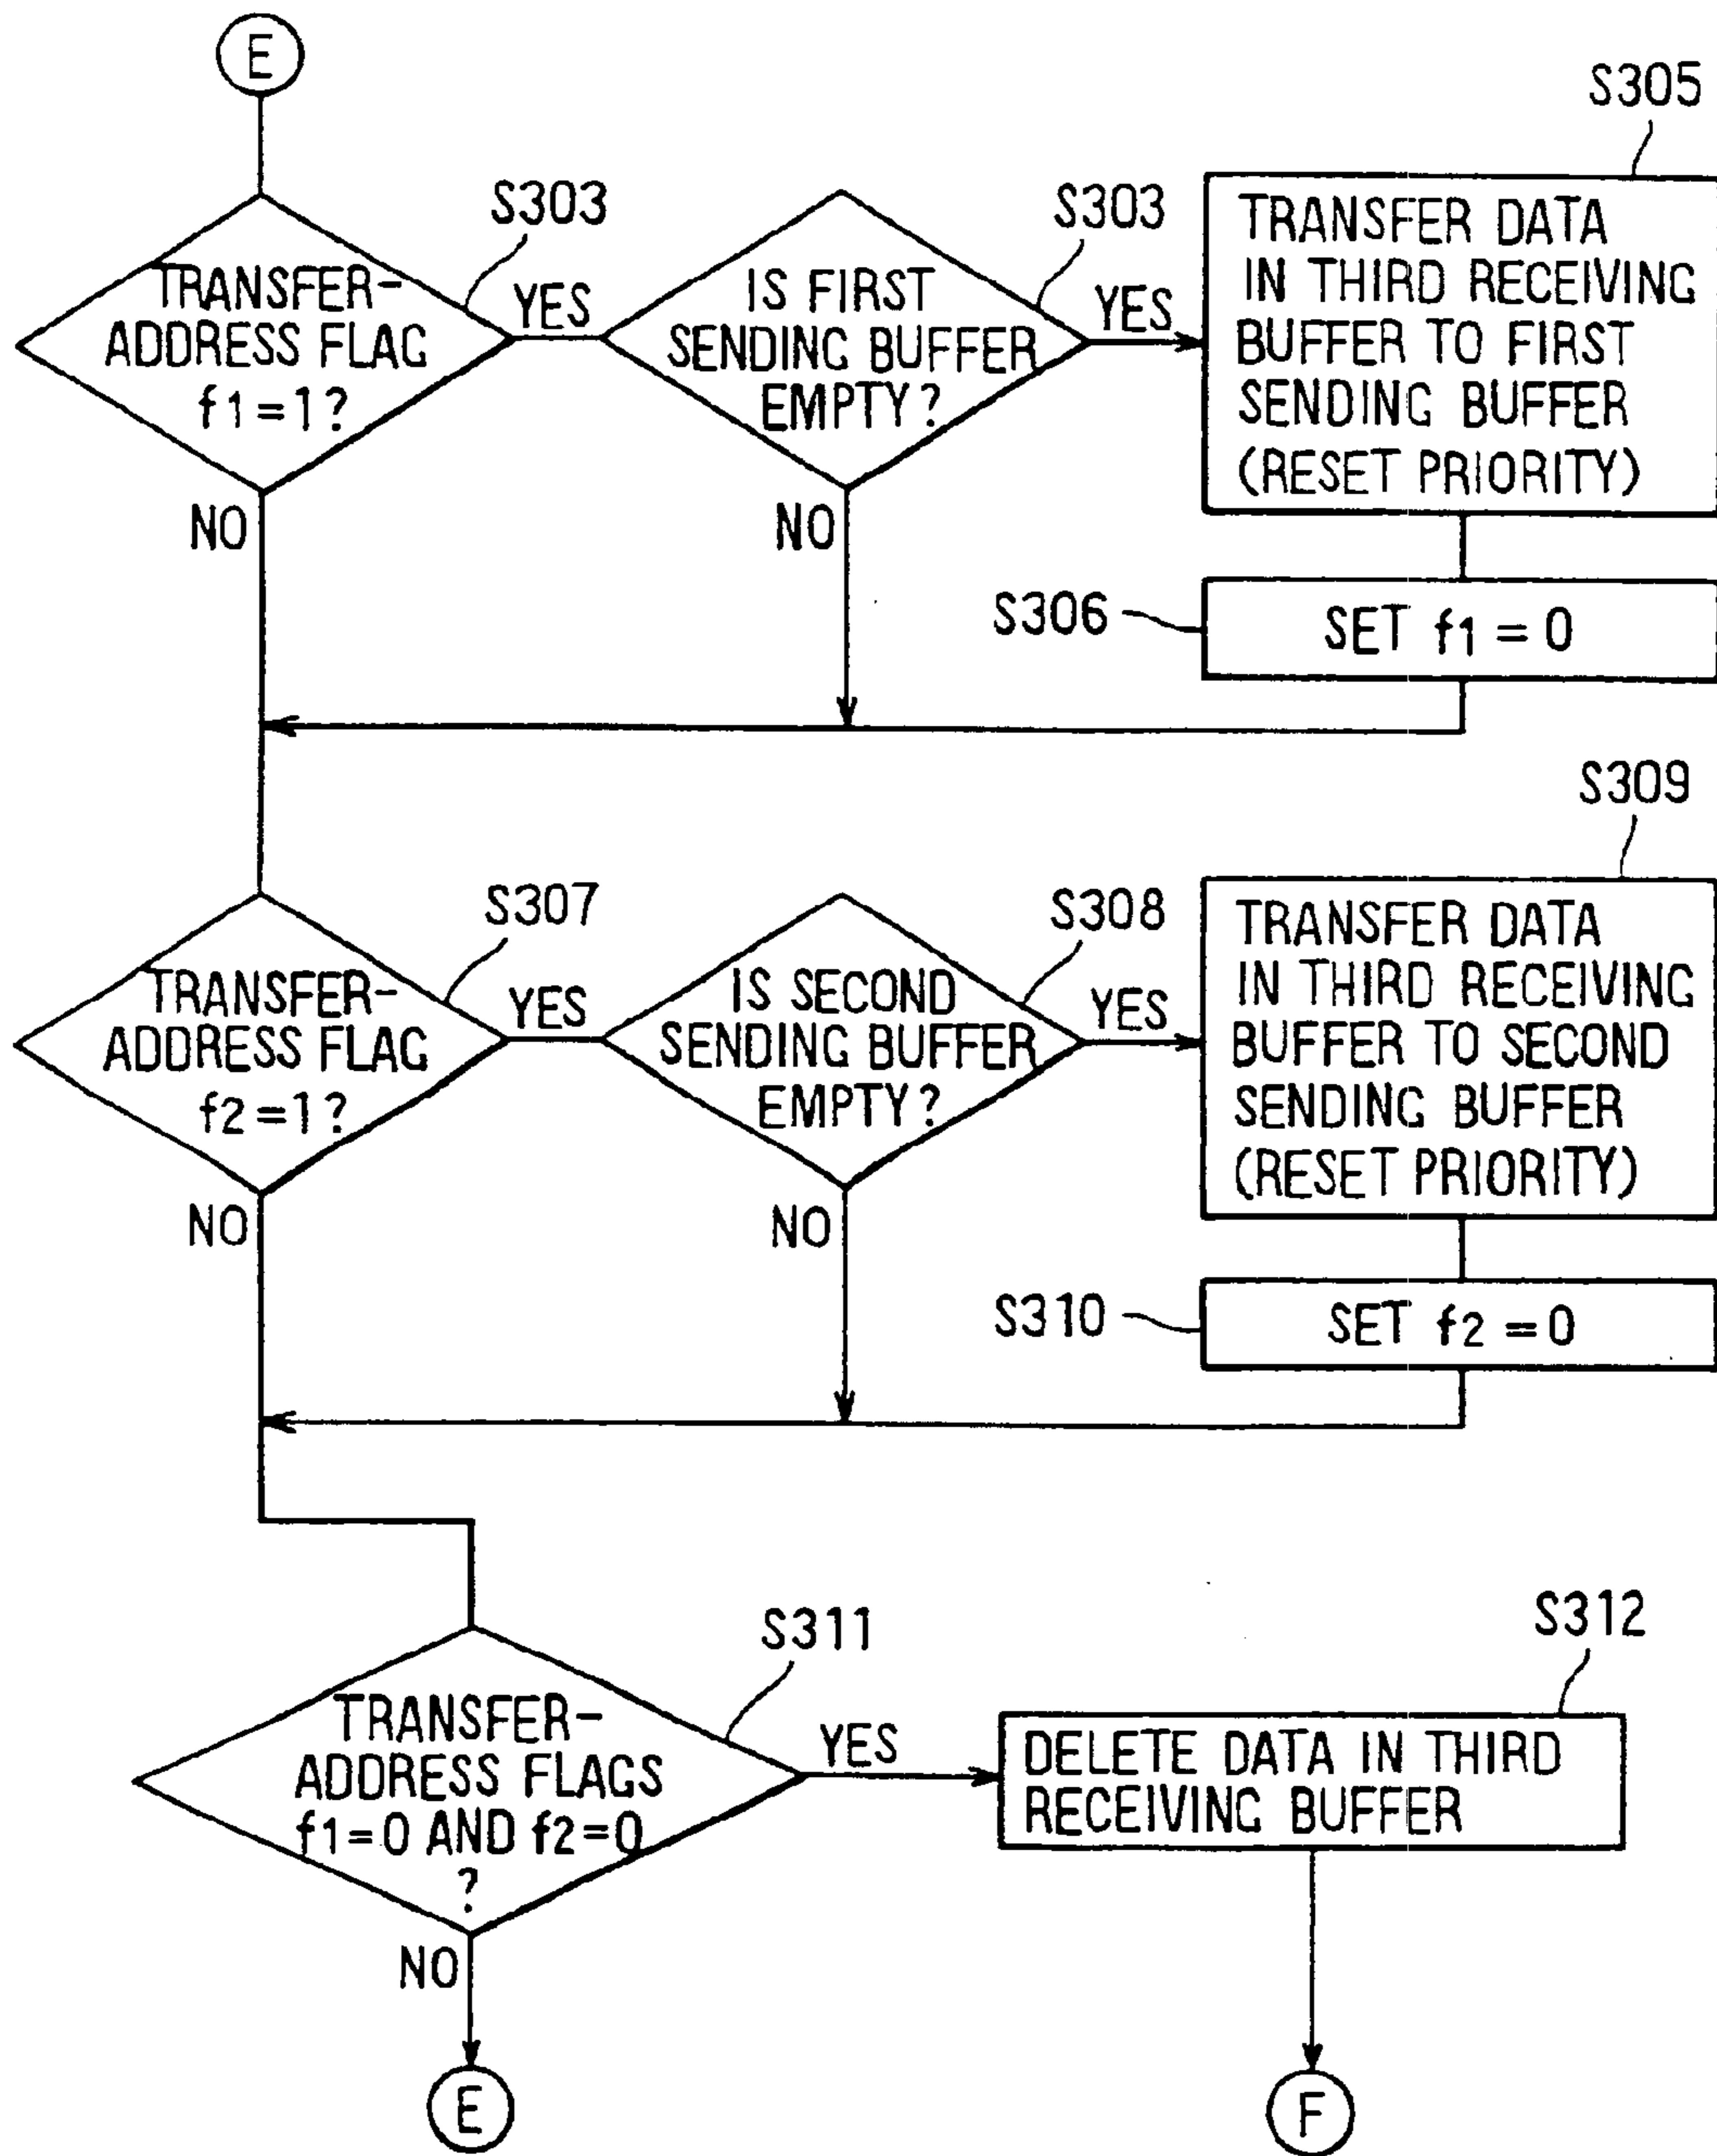 E
S305
S303
S303
TRANSFER-
ADDRESS FLAG
f1=1?
YES
IS FIRST
SENDING BUFFER
EMPTY?
YES
TRANSFER DATA
IN THIRD RECEIVING
BUFFER TO FIRST
SENDING BUFFER
(RESET PRIORITY)
NO
NO
S306
SET f1 = 0
S309
S307
S308
TRANSFER-
ADDRESS FLAG
f2=1?
YES
IS SECOND
SENDING BUFFER
EMPTY?
YES
TRANSFER DATA
IN THIRD RECEIVING
BUFFER TO SECOND
SENDING BUFFER
(RESET PRIORITY)
NO
NO
S310
SET f2 = 0
S311
S312
TRANSFER-
ADDRESS FLAGS
f1=0 AND f2=0
?
YES
DELETE DATA IN THIRD
RECEIVING BUFFER
NO
E
F